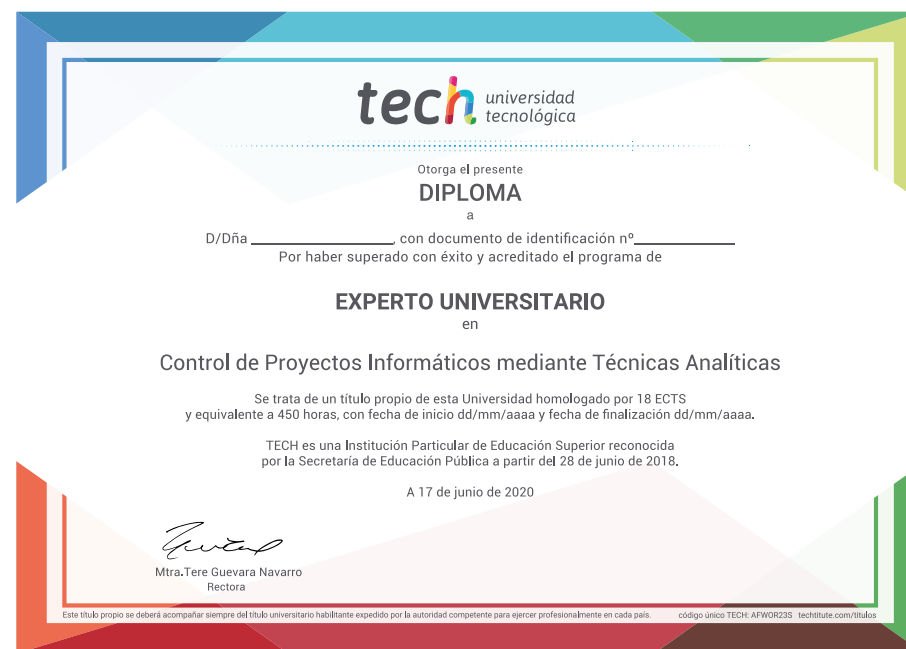 tech universidad
tecnológica
Otorga el presente
DIPLOMA
a
D/Dña ________________, con documento de identificación nº____________
Por haber superado con éxito y acreditado el programa de
EXPERTO UNIVERSITARIO
en
Control de Proyectos Informáticos mediante Técnicas Analíticas
Se trata de un título propio de esta Universidad homologado por 18 ECTS
y equivalente a 450 horas, con fecha de inicio dd/mm/aaaa y fecha de finalización dd/mm/aaaa.
TECH es una Institución Particular de Educación Superior reconocida
por la Secretaría de Educación Pública a partir del 28 de junio de 2018.
A 17 de junio de 2020
Mtra.Tere Guevara Navarro
Rectora
Este título propio se deberá acompañar siempre del título universitario habilitante expedido por la autoridad competente para ejercer profesionalmente en cada país. código único TECH: AFWOR23S techtitute.com/titulos